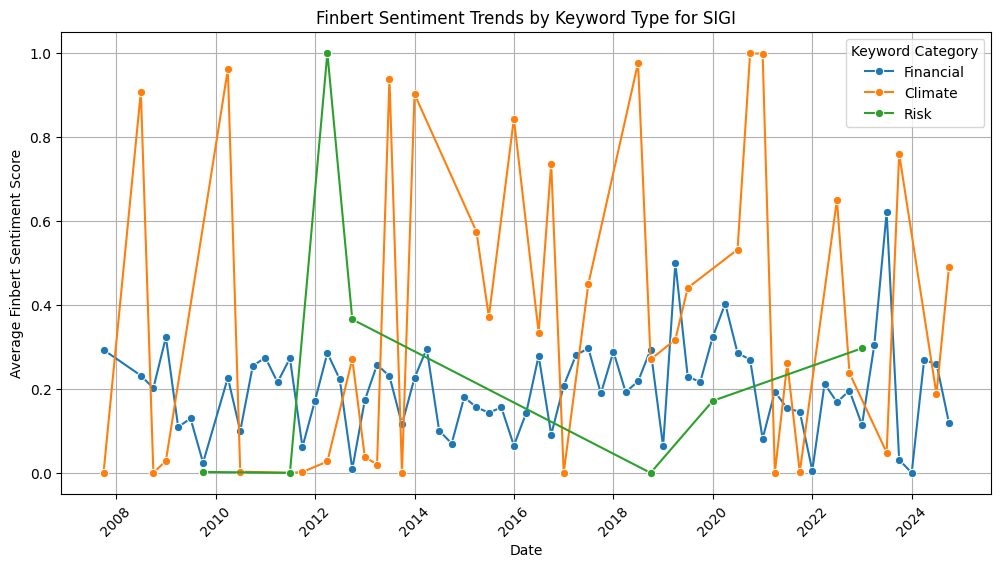 Finbert Sentiment Trends by Keyword Type for SIGI
Keyword Category
Financial
Climate
Risk
Average Finbert Sentiment Score
1.0
0.8
0.6
0.4
0.2
0.0
2008
2010
2012
2014
2016
2018
2020
2022
2024
Date